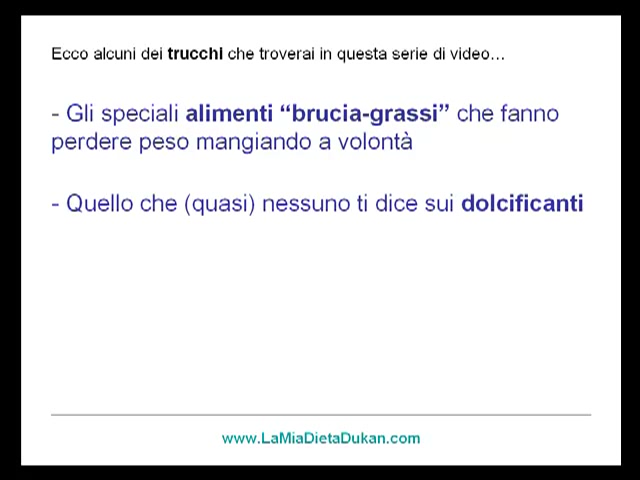 Ecco alcuni dei trucchi che troverai in questa serie di video…
- Gli speciali alimenti “brucia-grassi” che fanno
perdere peso mangiando a volontà
- Quello che (quasi) nessuno ti dice sui dolcificanti
www.LaMiaDietaDukan.com